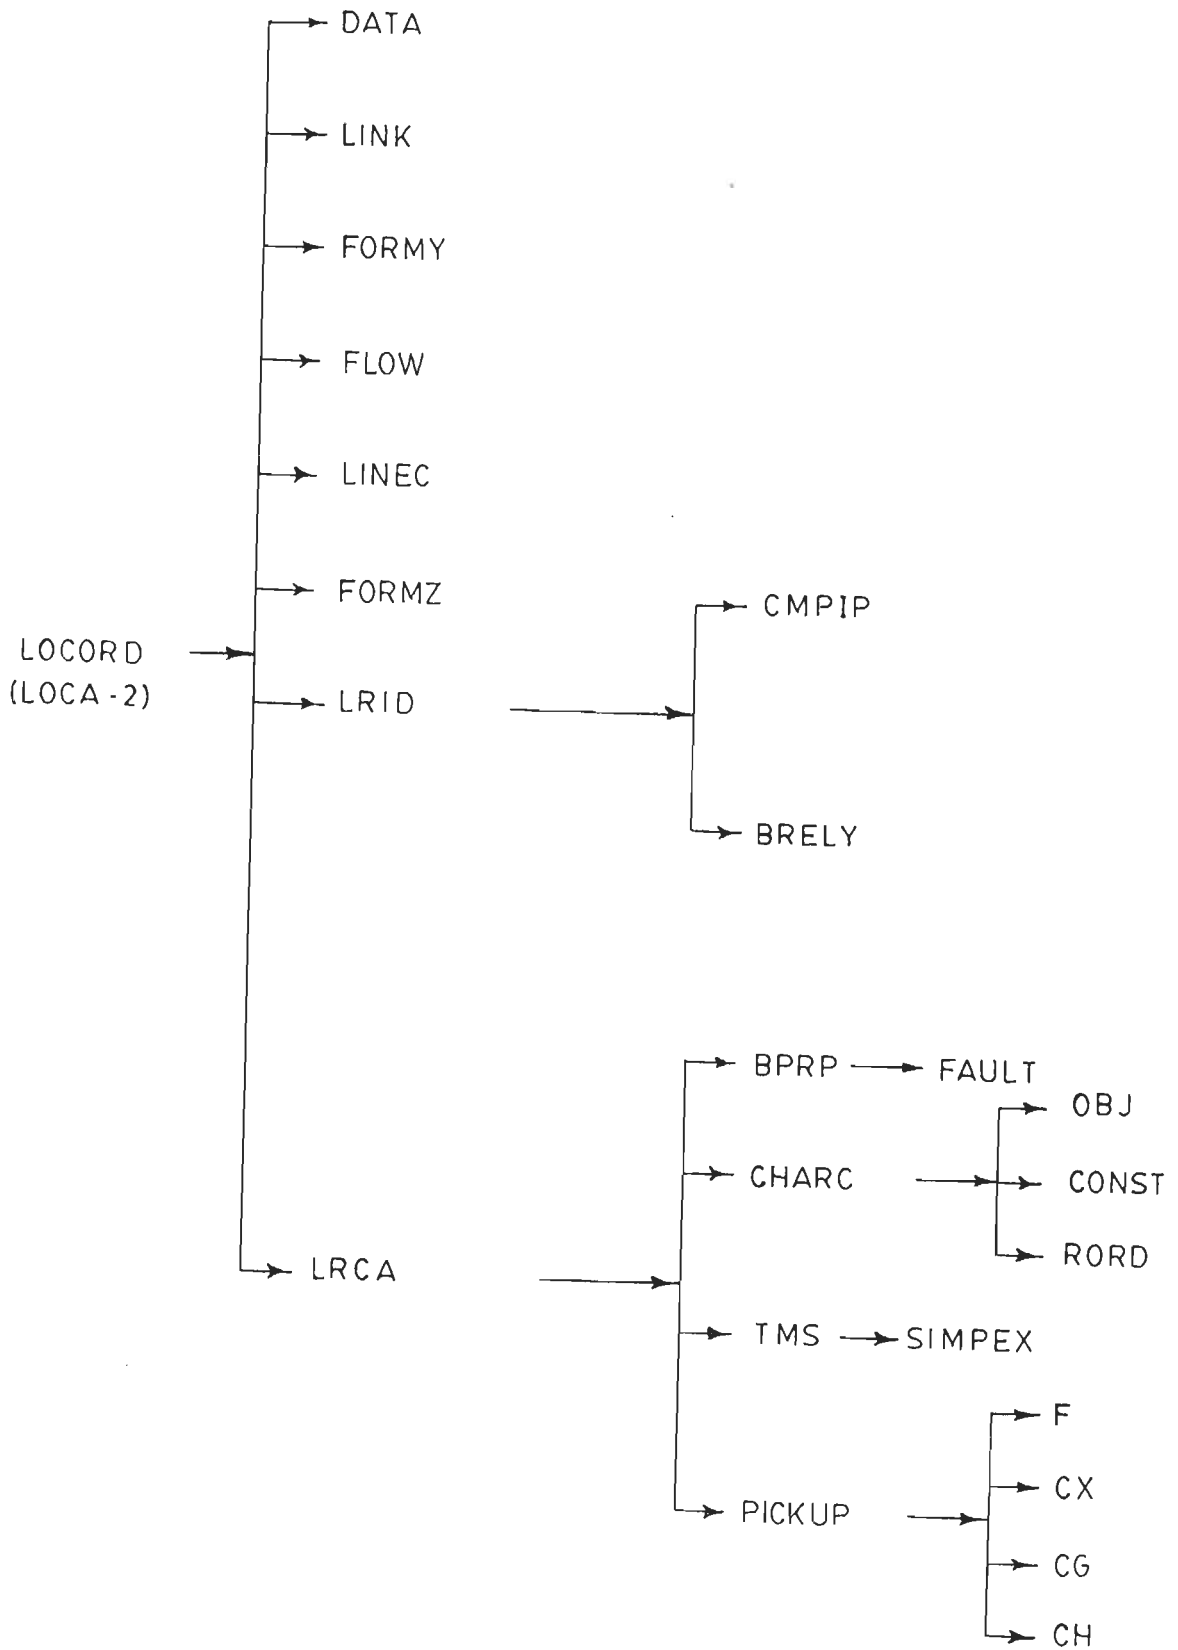 DATA
LINK
FORMY
FLOW
LINEC
FORMZ
CMPIP
LOCORD
(LOCA-2)
LRID
BRELY
BPRP
FAULT
OBJ
CHARC
CONST
RORD
LRCA
TMS
SIMPEX
F
CX
PICKUP
CG
CH